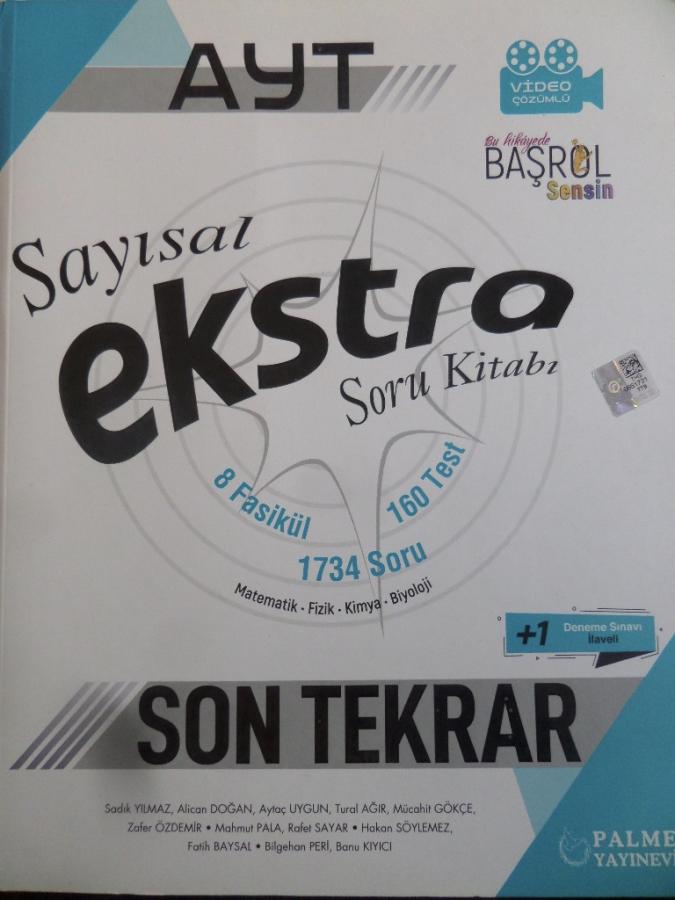 AYT
VİDEO
ÇÖZÜMLÜ
Bu hikâyede
BAŞROL
Sensin
Sayısal
ekstra
Soru Kitabı
8 Fasikül
160 Test
1734 Soru
Matematik · Fizik · Kimya · Biyoloji
+1 Deneme Sınavı
İlaveli
SON TEKRAR
Sadık YILMAZ, Alican DOĞAN, Aytaç UYGUN, Tural AĞIR, Mücahit GÖKÇE,
Zafer ÖZDEMİR • Mahmut PALA, Rafet SAYAR • Hakan SÖYLEMEZ,
Fatih BAYSAL • Bilgehan PERİ, Banu KIYICI
PALME
YAYINEVİ